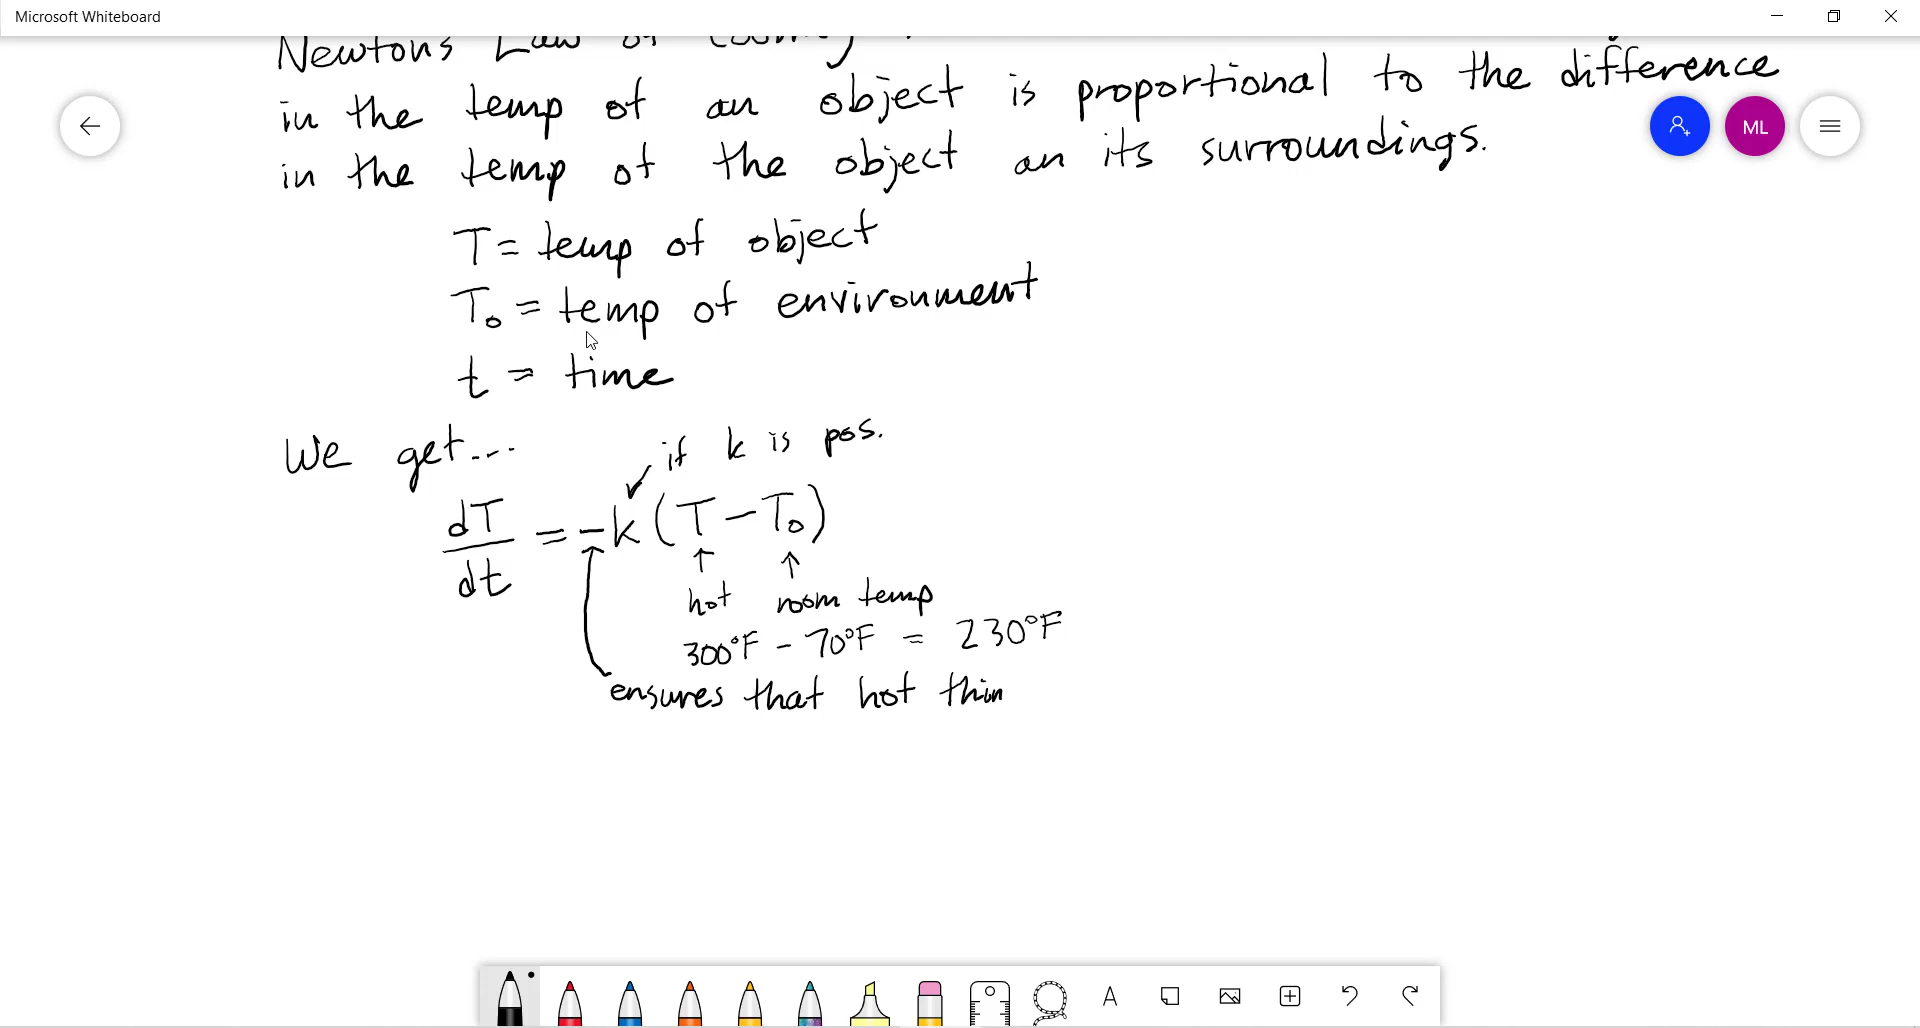 Microsoft Whiteboard
Newtons Law of Cooling
in the temp of an object is proportional to the difference
in the temp of the object an its surroundings.
ML
T = temp of object
T₀ = temp of environment
t = time
We get...
if k is pos.
dT/dt = -k (T - T₀)
↑ ↑
hot room temp
300°F - 70°F = 230°F
ensures that hot thin
A